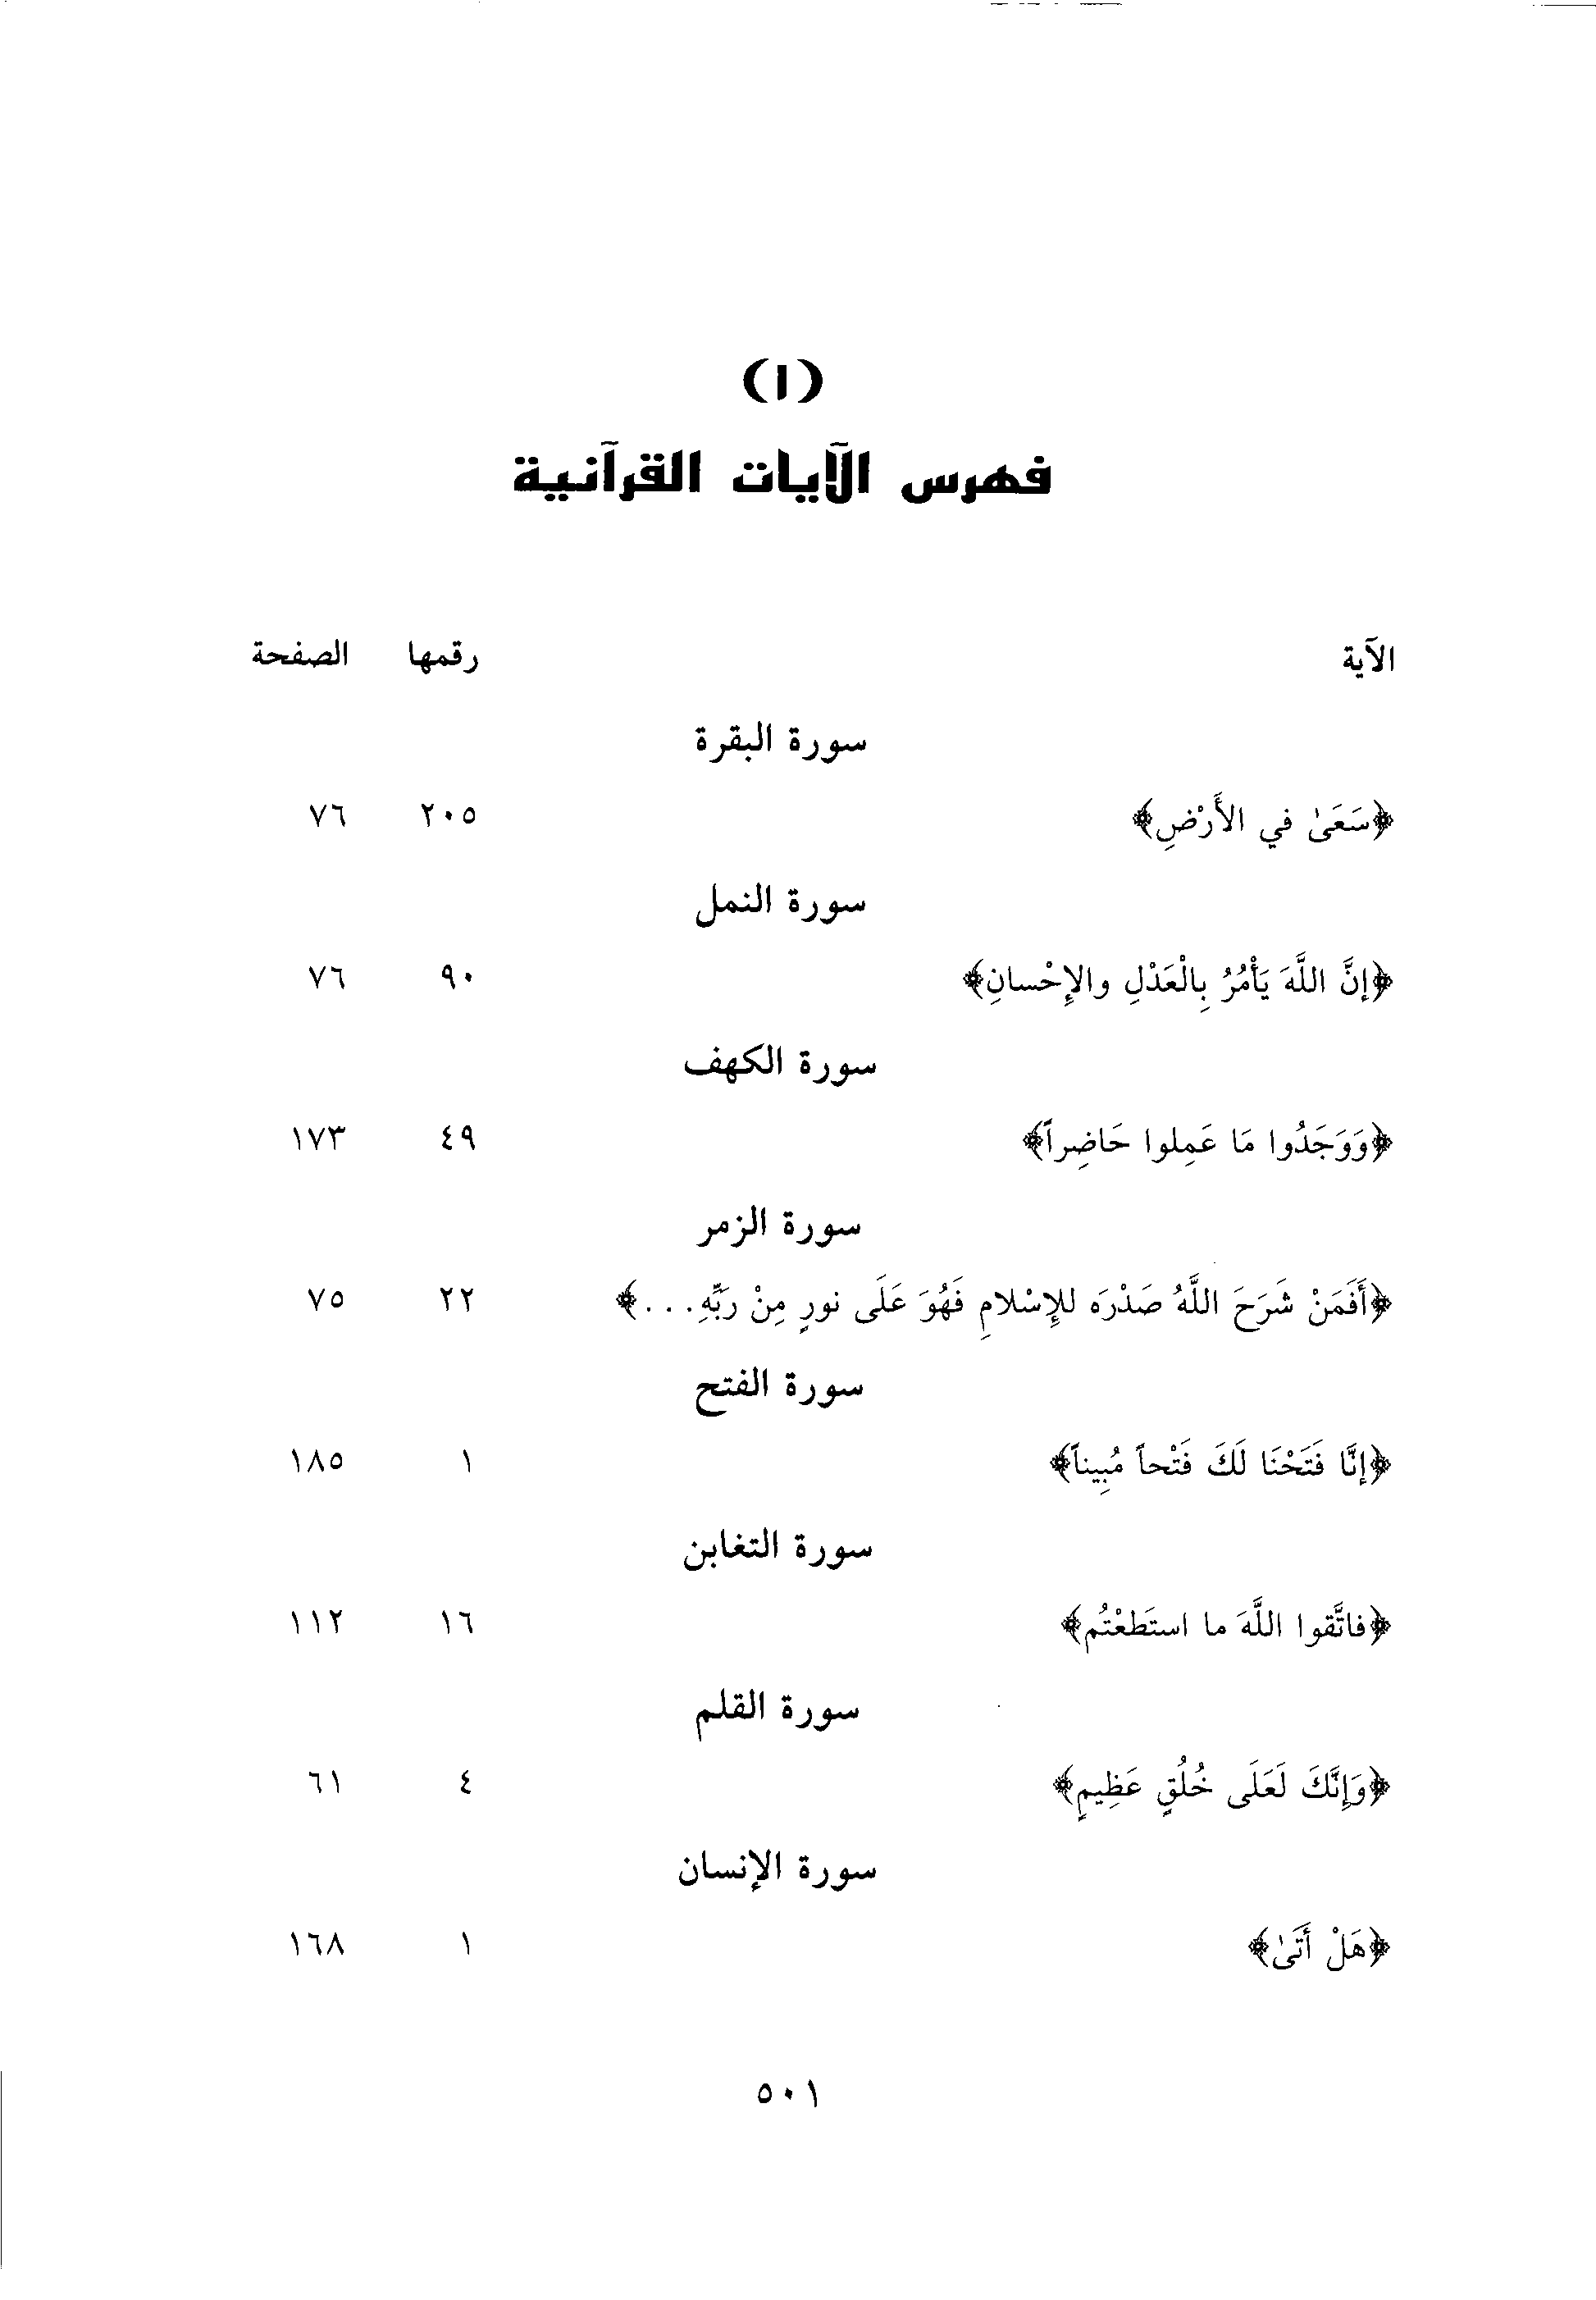 (١)
فهرس الآيات القرآنية
الآية رقمها الصفحة
سورة البقرة
﴿سَعَىٰ في الأَرْضِ﴾ ٢٠٥ ٧٦
سورة النمل
﴿إنَّ اللَّهَ يَأْمُرُ بِالْعَدْلِ والإِحْسانِ﴾ ٩٠ ٧٦
سورة الكهف
﴿وَوَجَدُوا مَا عَمِلوا حَاضِراً﴾ ٤٩ ١٧٣
سورة الزمر
﴿أَفَمَنْ شَرَحَ اللَّهُ صَدْرَه للإِسْلامِ فَهُوَ عَلَى نورٍ مِنْ رَبِّهِ...﴾ ٢٢ ٧٥
سورة الفتح
﴿إنَّا فَتَحْنَا لَكَ فَتْحاً مُبِيناً﴾ ١ ١٨٥
سورة التغابن
﴿فاتَّقوا اللَّهَ ما استَطعْتُم﴾ ١٦ ١١٢
سورة القلم
﴿وَإِنَّكَ لَعَلَى خُلُقٍ عَظِيمٍ﴾ ٤ ٦١
سورة الإنسان
﴿هَلْ أَتَىٰ﴾ ١ ١٦٨
٥٠١